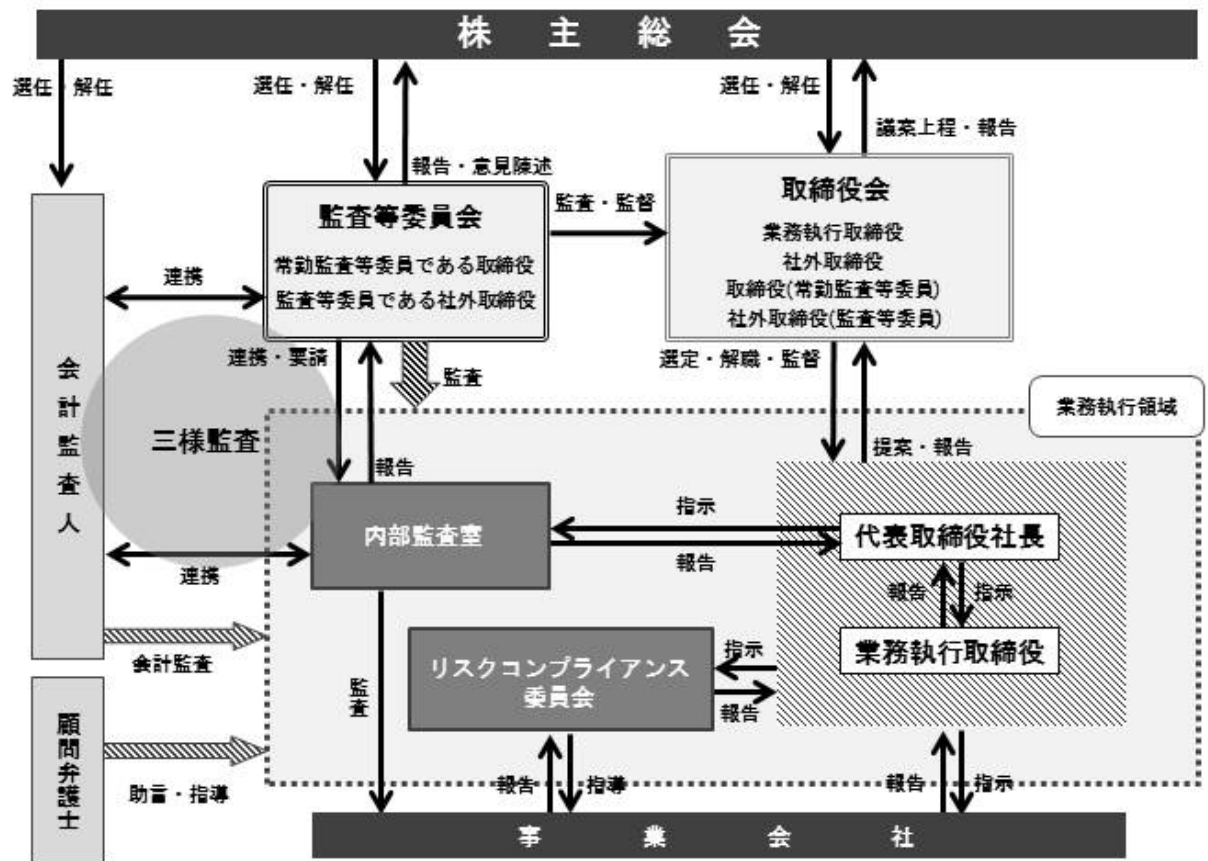 株主総会
選任・解任
選任・解任
選任・解任
報告・意見陳述
議案上程・報告
監査等委員会
常勤監査等委員である取締役
監査等委員である社外取締役
監査・監督
取締役会
業務執行取締役
社外取締役
取締役(常勤監査等委員)
社外取締役(監査等委員)
連携
会計監査人
三様監査
連携・要請
監査
選定・解職・監督
業務執行領域
報告
提案・報告
内部監査室
指示
報告
代表取締役社長
報告
指示
業務執行取締役
連携
会計監査
監査
リスクコンプライアンス
委員会
指示
報告
顧問弁護士
助言・指導
報告
指導
報告
指示
事業会社